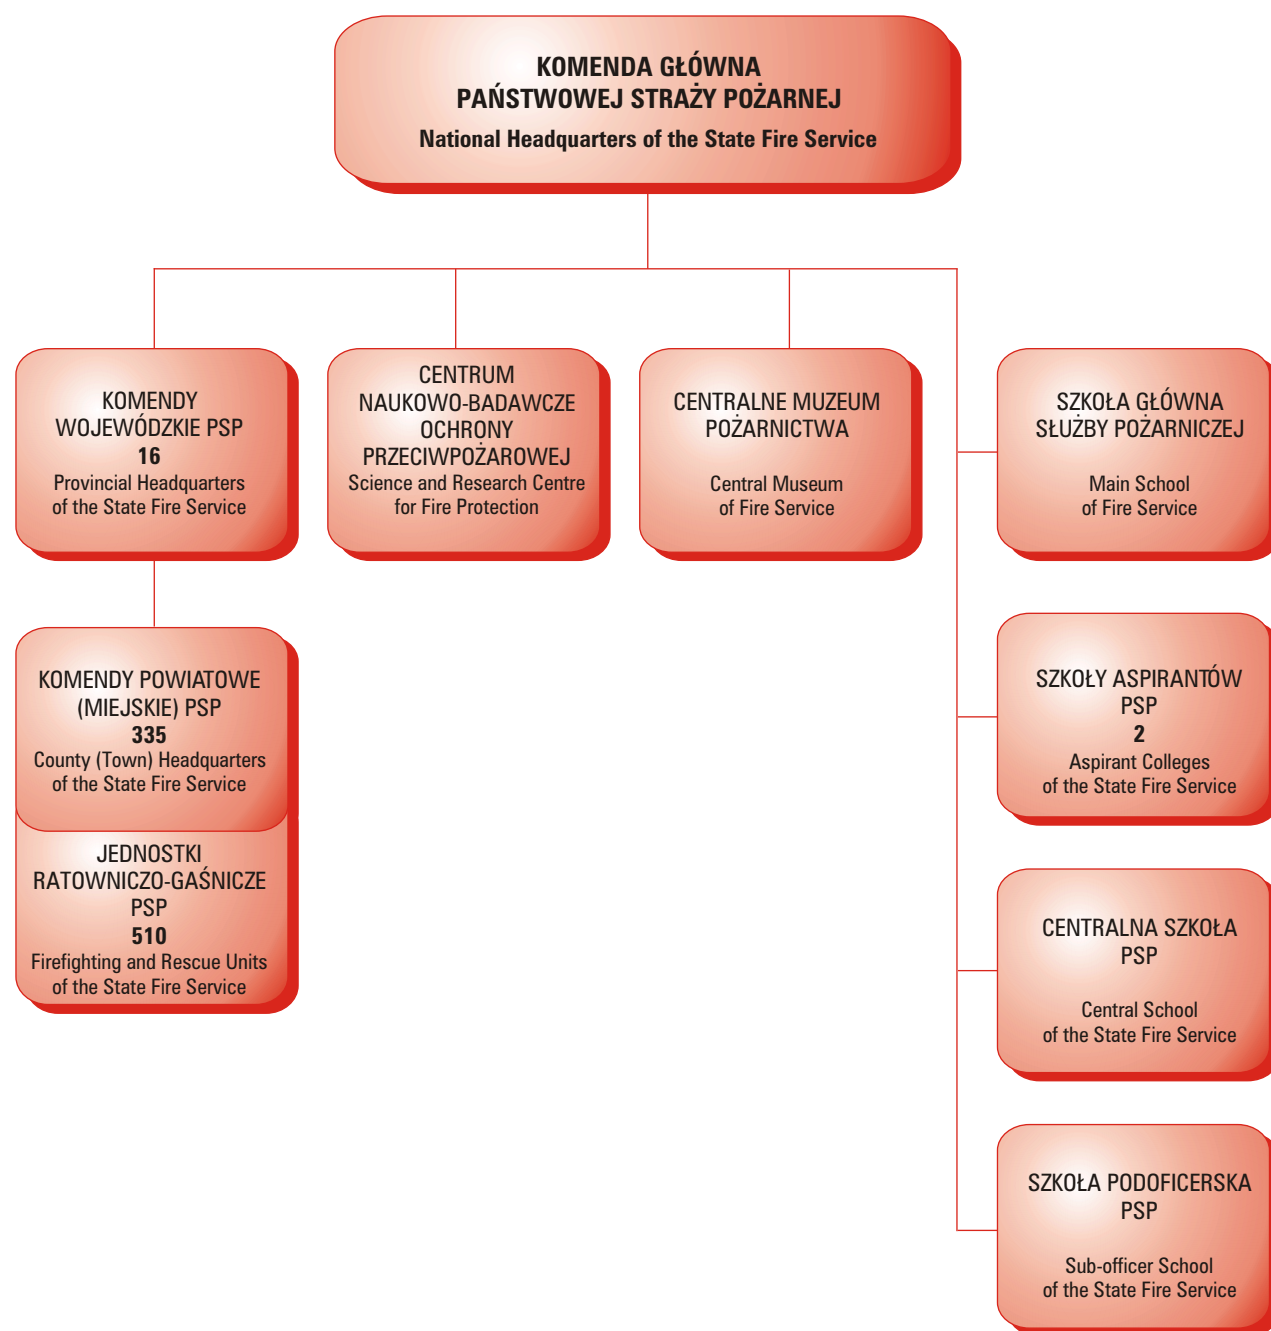 KOMENDA GŁÓWNA
PAŃSTWOWEJ STRAŻY POŻARNEJ
National Headquarters of the State Fire Service
KOMENDY
WOJEWÓDZKIE PSP
16
Provincial Headquarters
of the State Fire Service
CENTRUM
NAUKOWO-BADAWCZE
OCHRONY
PRZECIWPOŻAROWEJ
Science and Research Centre
for Fire Protection
CENTRALNE MUZEUM
POŻARNICTWA
Central Museum
of Fire Service
SZKOŁA GŁÓWNA
SŁUŻBY POŻARNICZEJ
Main School
of Fire Service
KOMENDY POWIATOWE
(MIEJSKIE) PSP
335
County (Town) Headquarters
of the State Fire Service
JEDNOSTKI
RATOWNICZO-GAŚNICZE
PSP
510
Firefighting and Rescue Units
of the State Fire Service
SZKOŁY ASPIRANTÓW
PSP
2
Aspirant Colleges
of the State Fire Service
CENTRALNA SZKOŁA
PSP
Central School
of the State Fire Service
SZKOŁA PODOFICERSKA
PSP
Sub-officer School
of the State Fire Service